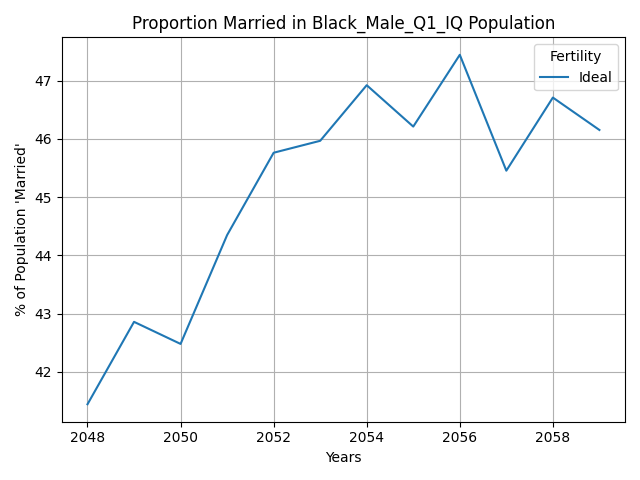 Proportion Married in Black_Male_Q1_IQ Population
Fertility
Ideal
% of Population 'Married'
47
46
45
44
43
42
2048 2050 2052 2054 2056 2058
Years